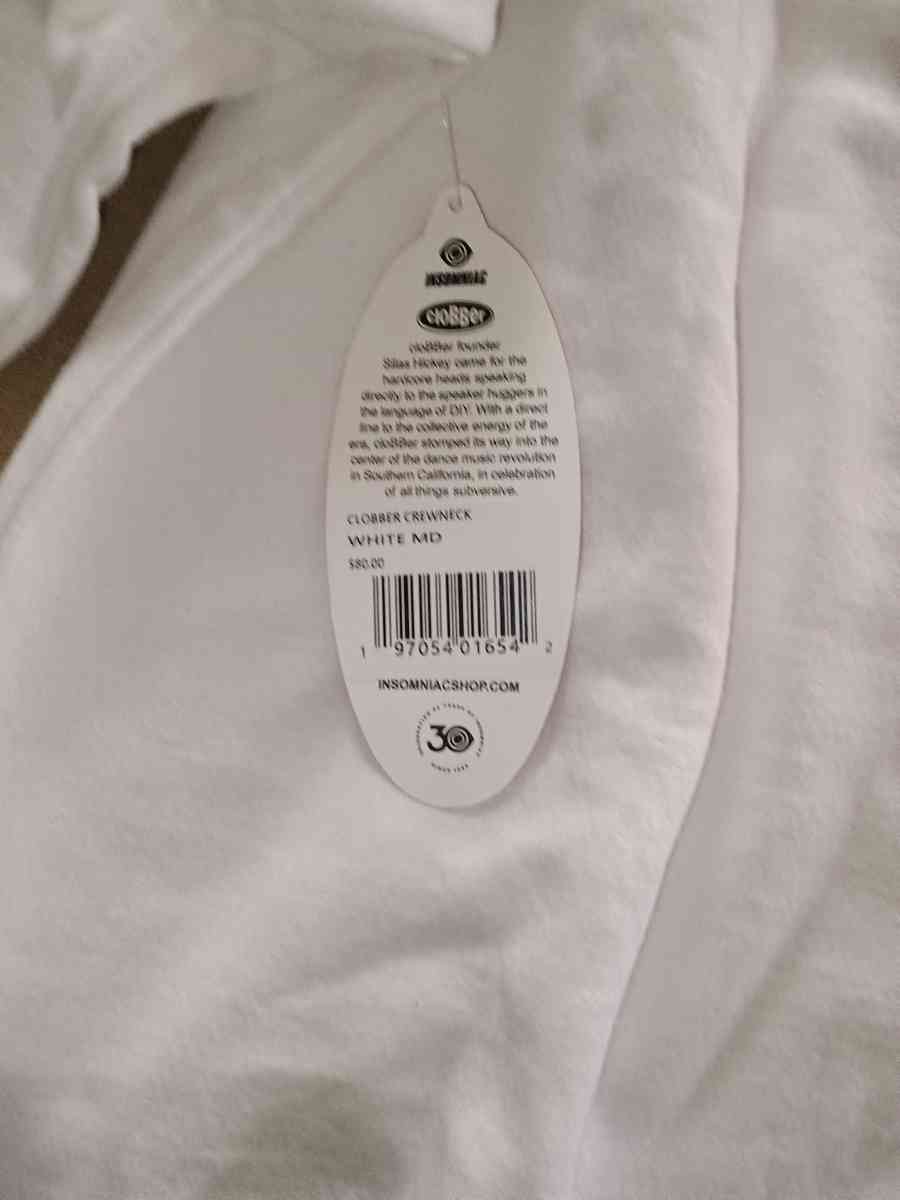 INSOMNIAC
cloBBer
cloBBer founder
Silas Hickey came for the
hardcore heads speaking
directly to the speaker huggers in
the language of DIY. With a direct
line to the collective energy of the
era, cloBBer stomped its way into the
center of the dance music revolution
in Southern California, in celebration
of all things subversive.
CLOBBER CREWNECK
WHITE MD
$80.00
1 97054 01654 2
INSOMNIACSHOP.COM
30